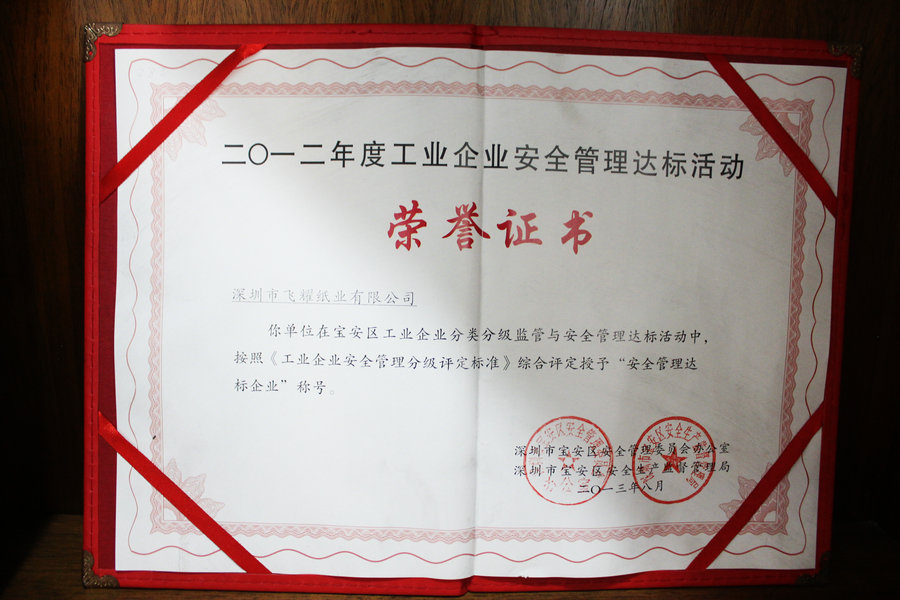 二〇一二年度工业企业安全管理达标活动
荣誉证书
深圳市飞耀纸业有限公司
你单位在宝安区工业企业分类分级监管与安全管理达标活动中，
按照《工业企业安全管理分级评定标准》综合评定授予“安全管理达
标企业”称号。
深圳市宝安区安全管理委员会办公室
深圳市宝安区安全生产监督管理局
二〇一三年八月